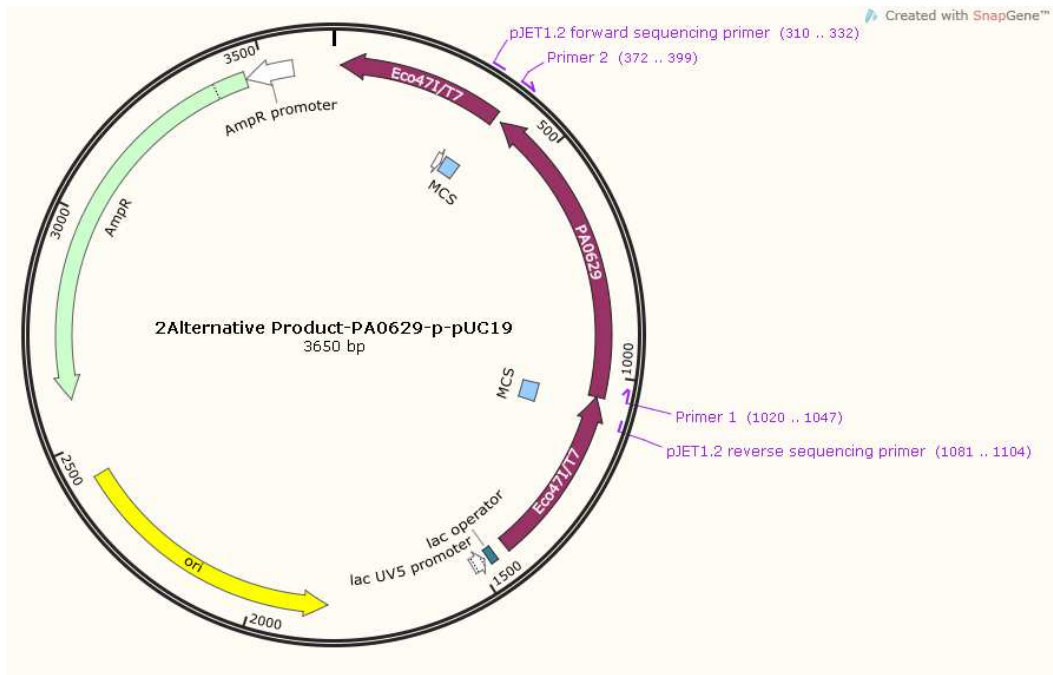 Created with SnapGene™
pJET1.2 forward sequencing primer (310 .. 332)
Primer 2 (372 .. 399)
3500
Eco47I/T7
AmpR promoter
500
MCS
AmpR
3000
PA0629
2Alternative Product-PA0629-p-pUC19
3650 bp
1000
MCS
Primer 1 (1020 .. 1047)
pJET1.2 reverse sequencing primer (1081 .. 1104)
2500
Eco47I/T7
lac operator
lac UV5 promoter
ori
1500
2000